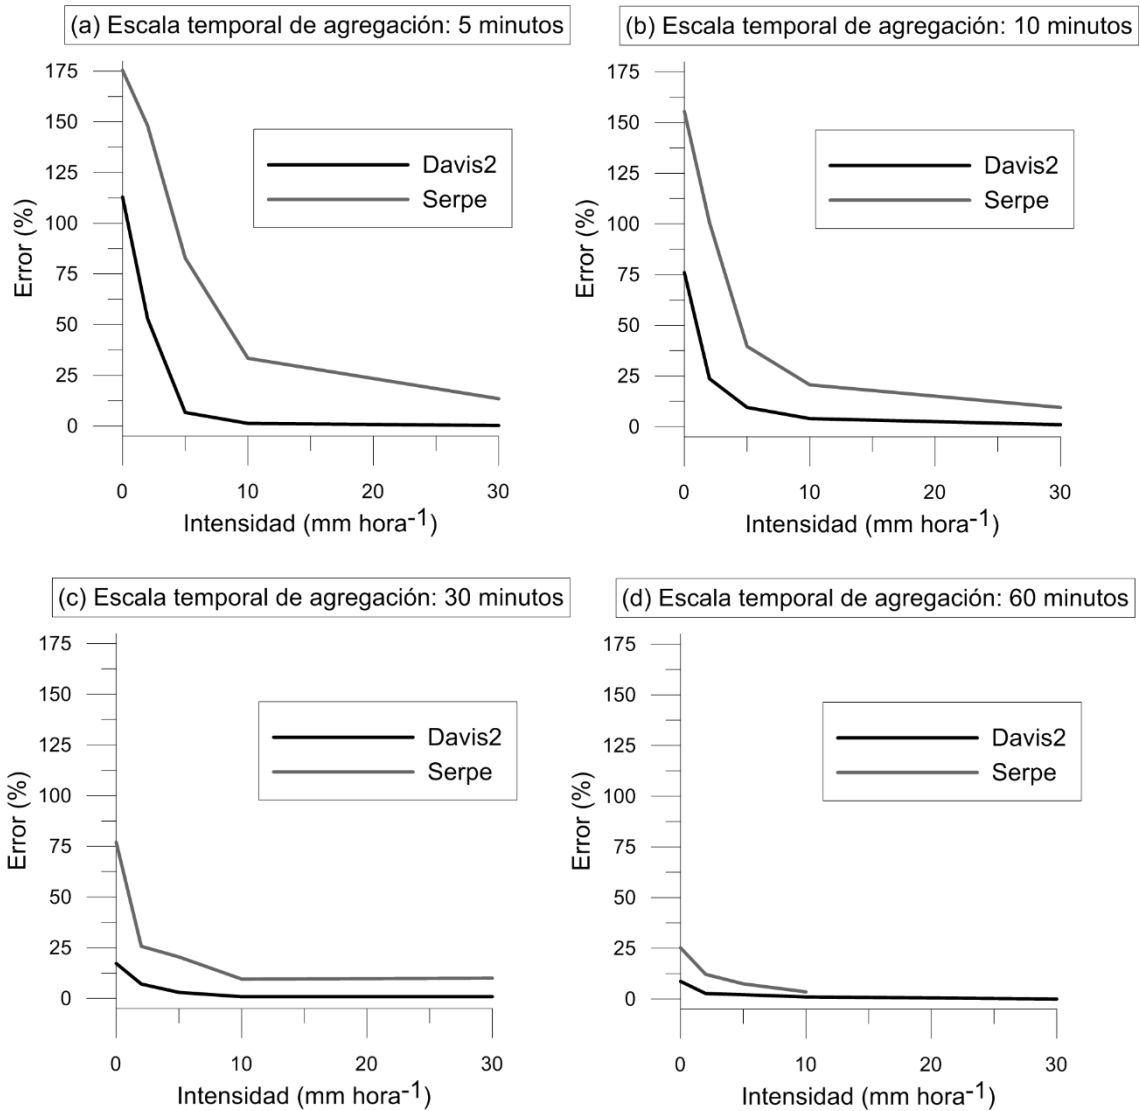 (a) Escala temporal de agregación: 5 minutos
175
150
125
100
75
50
25
0
Error (%)
Davis2
Serpe
0
10
20
30
Intensidad (mm hora-1)
(b) Escala temporal de agregación: 10 minutos
175
150
125
100
75
50
25
0
Error (%)
Davis2
Serpe
0
10
20
30
Intensidad (mm hora-1)
(c) Escala temporal de agregación: 30 minutos
175
150
125
100
75
50
25
0
Error (%)
Davis2
Serpe
0
10
20
30
Intensidad (mm hora-1)
(d) Escala temporal de agregación: 60 minutos
175
150
125
100
75
50
25
0
Error (%)
Davis2
Serpe
0
10
20
30
Intensidad (mm hora-1)